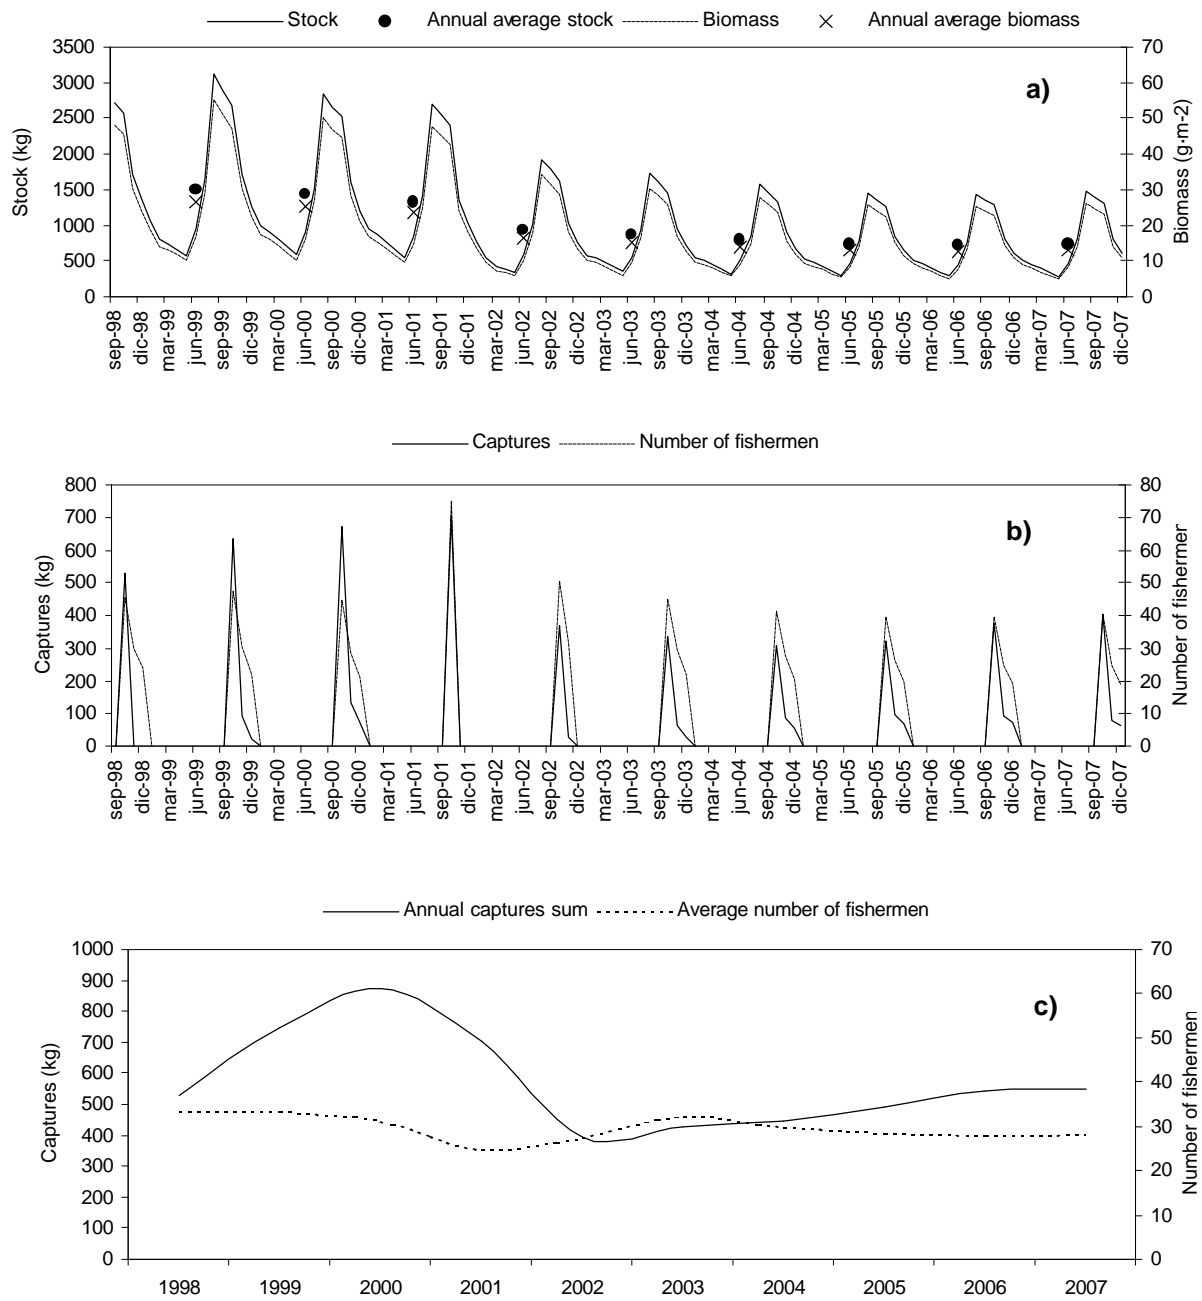 Stock Annual average stock Biomass Annual average biomass
3500 3000 2500 2000 1500 1000 500 0
Stock (kg)
a)
70 60 50 40 30 20 10 0
Biomass (g·m-2)
sep-98 dic-98 mar-99 jun-99 sep-99 dic-99 mar-00 jun-00 sep-00 dic-00 mar-01 jun-01 sep-01 dic-01 mar-02 jun-02 sep-02 dic-02 mar-03 jun-03 sep-03 dic-03 mar-04 jun-04 sep-04 dic-04 mar-05 jun-05 sep-05 dic-05 mar-06 jun-06 sep-06 dic-06 mar-07 jun-07 sep-07 dic-07
Captures Number of fishermen
800 700 600 500 400 300 200 100 0
Captures (kg)
b)
80 70 60 50 40 30 20 10 0
Number of fishermer
sep-98 dic-98 mar-99 jun-99 sep-99 dic-99 mar-00 jun-00 sep-00 dic-00 mar-01 jun-01 sep-01 dic-01 mar-02 jun-02 sep-02 dic-02 mar-03 jun-03 sep-03 dic-03 mar-04 jun-04 sep-04 dic-04 mar-05 jun-05 sep-05 dic-05 mar-06 jun-06 sep-06 dic-06 mar-07 jun-07 sep-07 dic-07
Annual captures sum Average number of fishermen
1000 900 800 700 600 500 400 300 200 100 0
Captures (kg)
c)
70 60 50 40 30 20 10 0
Number of fishermen
1998 1999 2000 2001 2002 2003 2004 2005 2006 2007